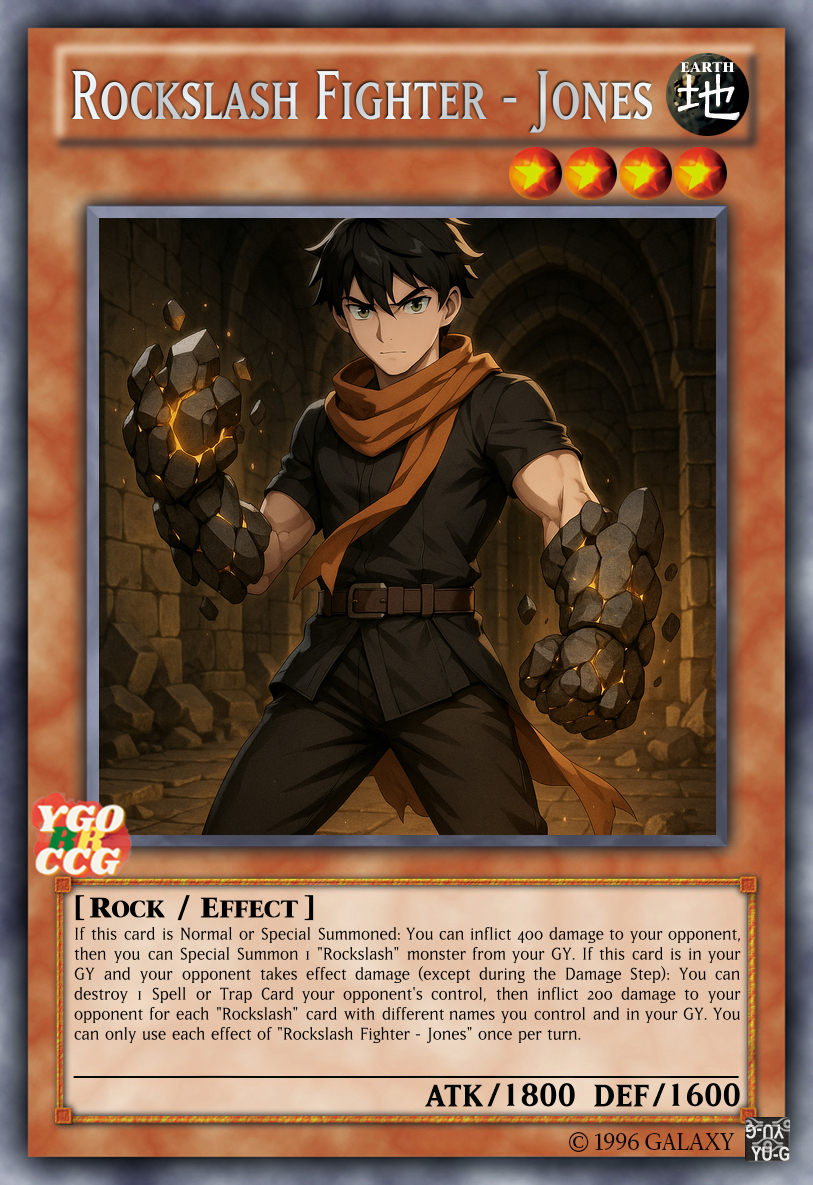 Rockslash Fighter - Jones
EARTH
地
YGO
RR
CCG
[ Rock / Effect ]
If this card is Normal or Special Summoned: You can inflict 400 damage to your opponent,
then you can Special Summon 1 "Rockslash" monster from your GY. If this card is in your
GY and your opponent takes effect damage (except during the Damage Step): You can
destroy 1 Spell or Trap Card your opponent's control, then inflict 200 damage to your
opponent for each "Rockslash" card with different names you control and in your GY. You
can only use each effect of "Rockslash Fighter - Jones" once per turn.
ATK/1800 DEF/1600
© 1996 GALAXY
YU-G
YU-G